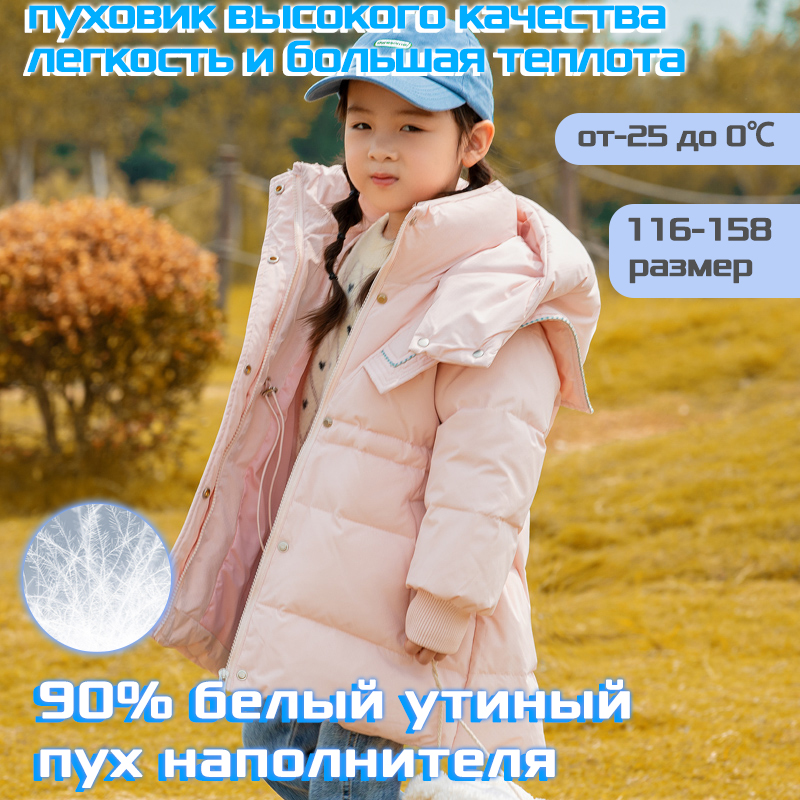 пуховик высокого качества
легкость и большая теплота
от-25 до 0℃
116-158
размер
90% белый утиный
пух наполнителя